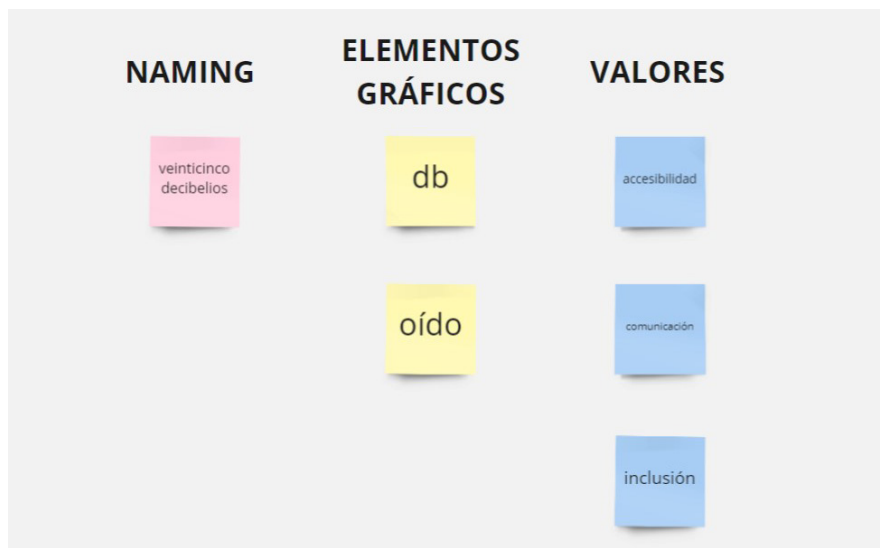 NAMING
ELEMENTOS
GRÁFICOS
VALORES
veinticinco
decibelios
db
accesibilidad
oído
comunicación
inclusión